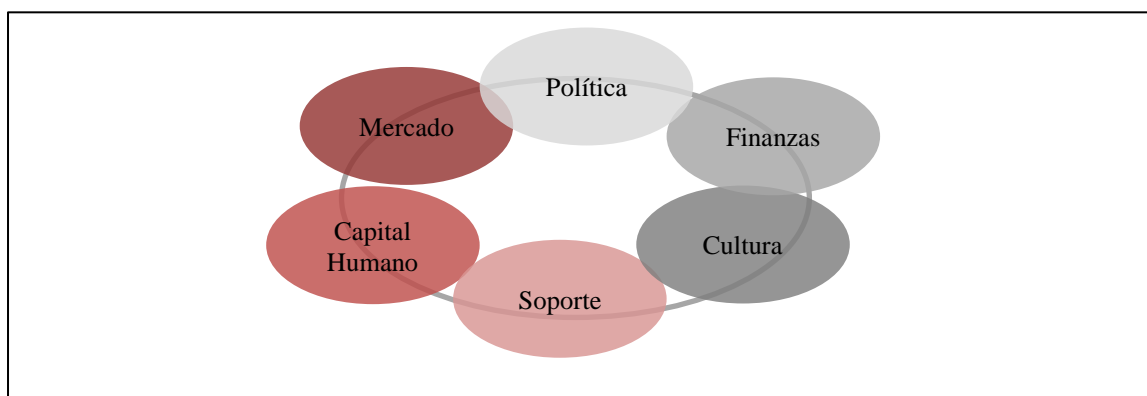 Política
Mercado
Finanzas
Capital
Humano
Cultura
Soporte